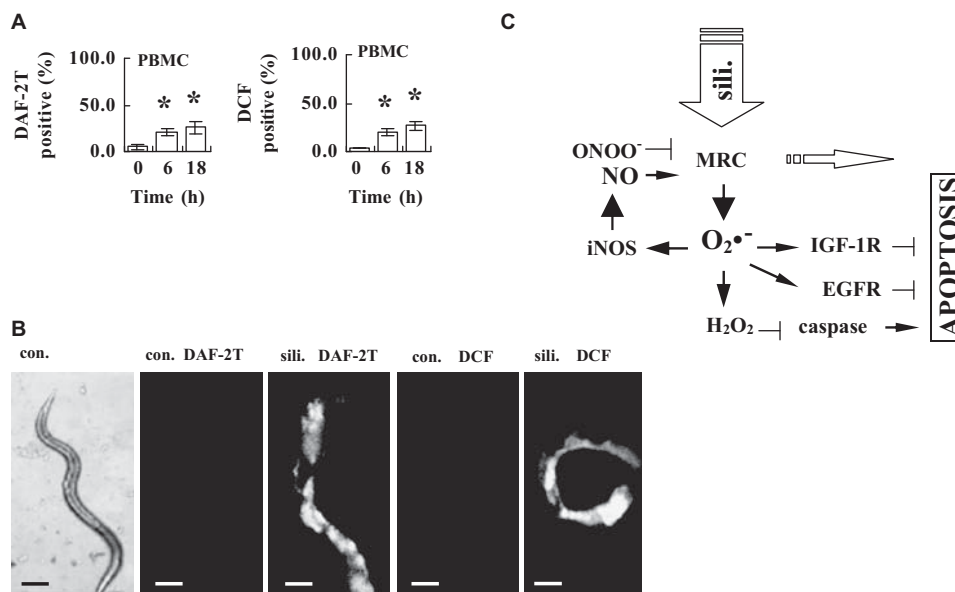 A
DAF-2T
positive (%)
100.0
50.0
0.0
PBMC
*
*
0 6 18
Time (h)
DCF
positive (%)
100.0
50.0
0.0
PBMC
*
*
0 6 18
Time (h)
B
con.
con. DAF-2T
sili. DAF-2T
con. DCF
sili. DCF
C
sili.
ONOO⁻
MRC
NO
iNOS
O₂•⁻
IGF-1R
EGFR
H₂O₂
caspase
APOPTOSIS